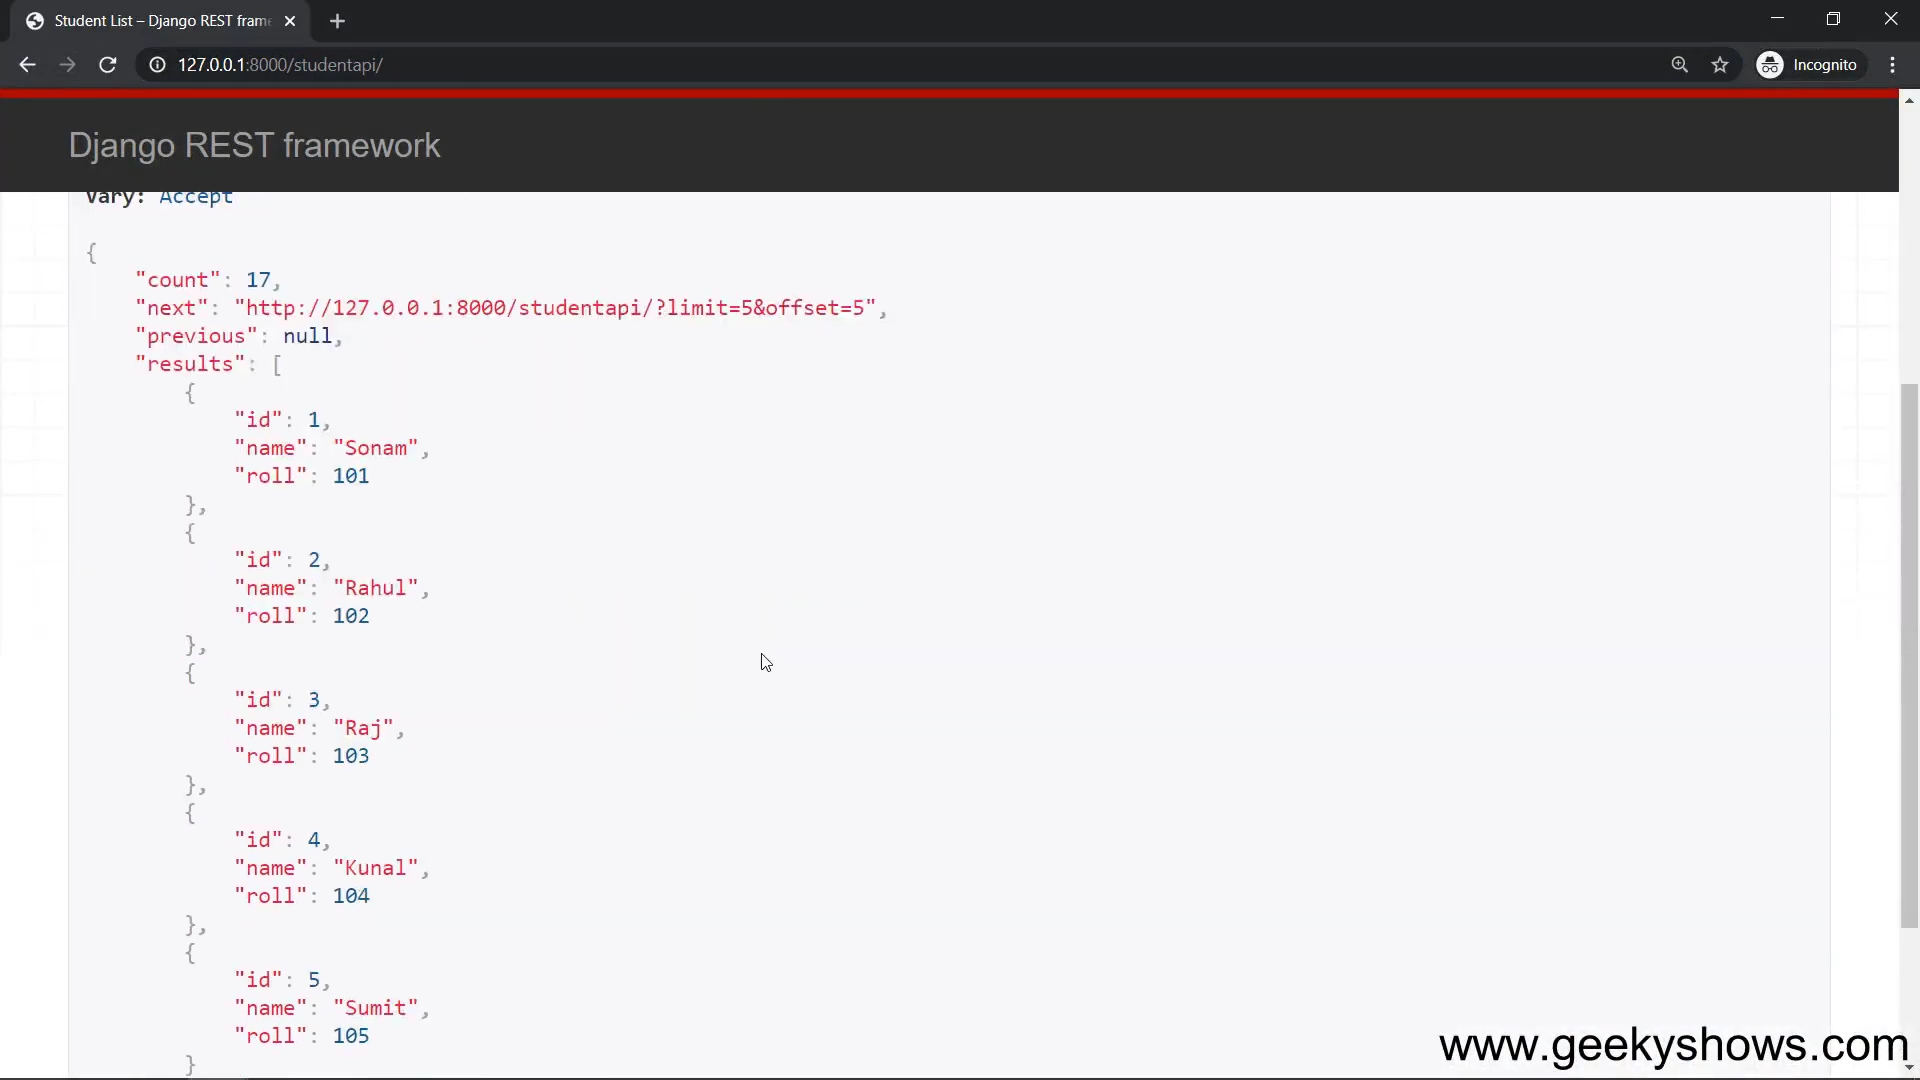 Student List – Django REST fram
127.0.0.1:8000/studentapi/
Incognito
Django REST framework
Vary: Accept
{
"count": 17,
"next": "http://127.0.0.1:8000/studentapi/?limit=5&offset=5",
"previous": null,
"results": [
{
"id": 1,
"name": "Sonam",
"roll": 101
},
{
"id": 2,
"name": "Rahul",
"roll": 102
},
{
"id": 3,
"name": "Raj",
"roll": 103
},
{
"id": 4,
"name": "Kunal",
"roll": 104
},
{
"id": 5,
"name": "Sumit",
"roll": 105
}
www.geekyshows.com